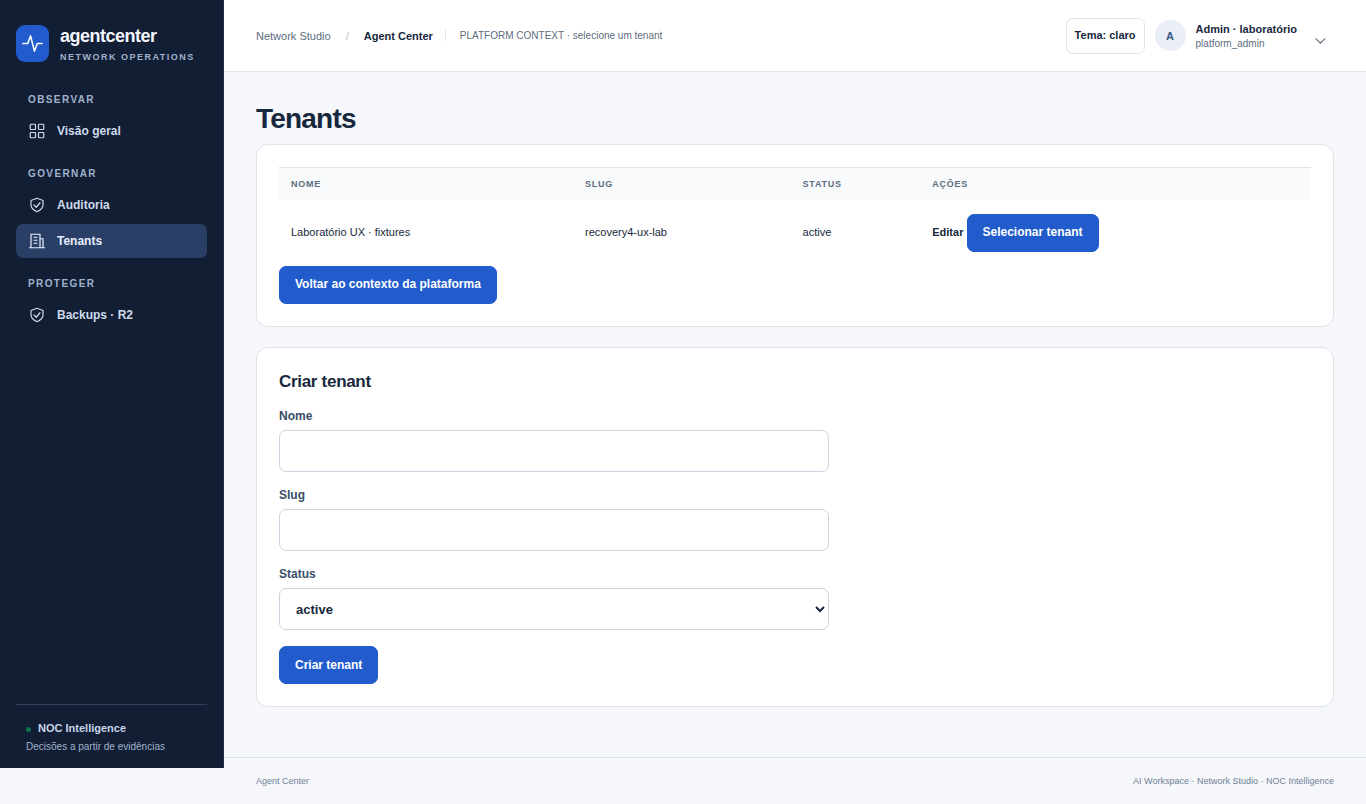 agentcenter
NETWORK OPERATIONS
OBSERVAR
Visão geral
GOVERNAR
Auditoria
Tenants
PROTEGER
Backups · R2
NOC Intelligence
Decisões a partir de evidências
Network Studio / Agent Center PLATFORM CONTEXT · selecione um tenant
Tema: claro
A
Admin · laboratório
platform_admin
Tenants
NOME SLUG STATUS AÇÕES
Laboratório UX · fixtures recovery4-ux-lab active Editar Selecionar tenant
Voltar ao contexto da plataforma
Criar tenant
Nome
Slug
Status
active
Criar tenant
Agent Center AI Workspace · Network Studio · NOC Intelligence